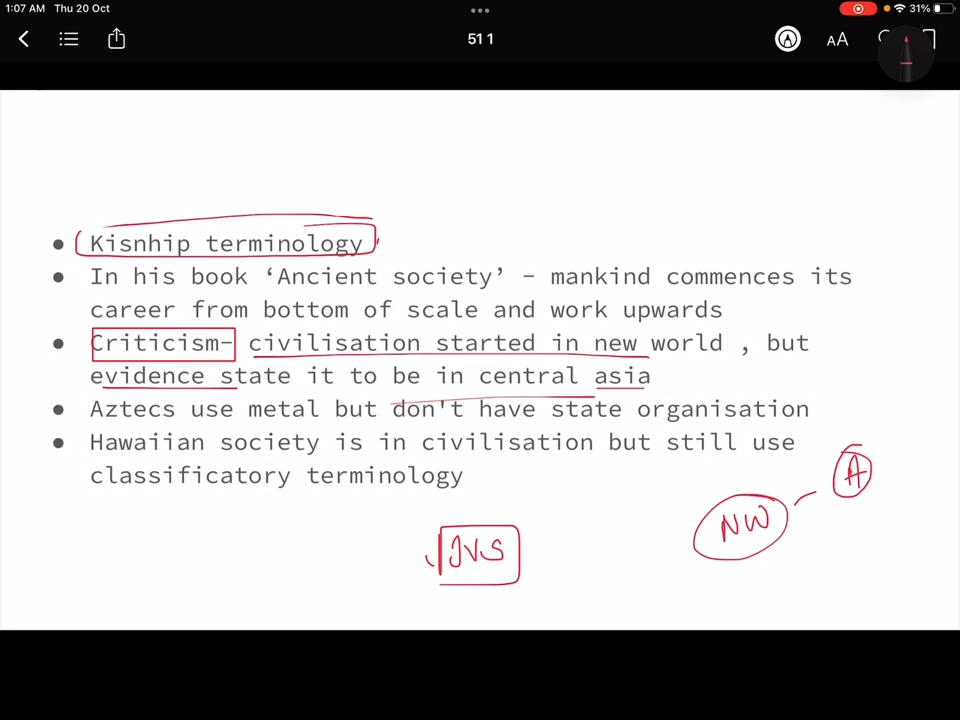 1:07 AM Thu 20 Oct
31%
51 1
AA
Kisnhip terminology
In his book ‘Ancient society’ - mankind commences its
career from bottom of scale and work upwards
Criticism- civilisation started in new world , but
evidence state it to be in central asia
Aztecs use metal but don't have state organisation
Hawaiian society is in civilisation but still use
classificatory terminology
A
NW
IVS